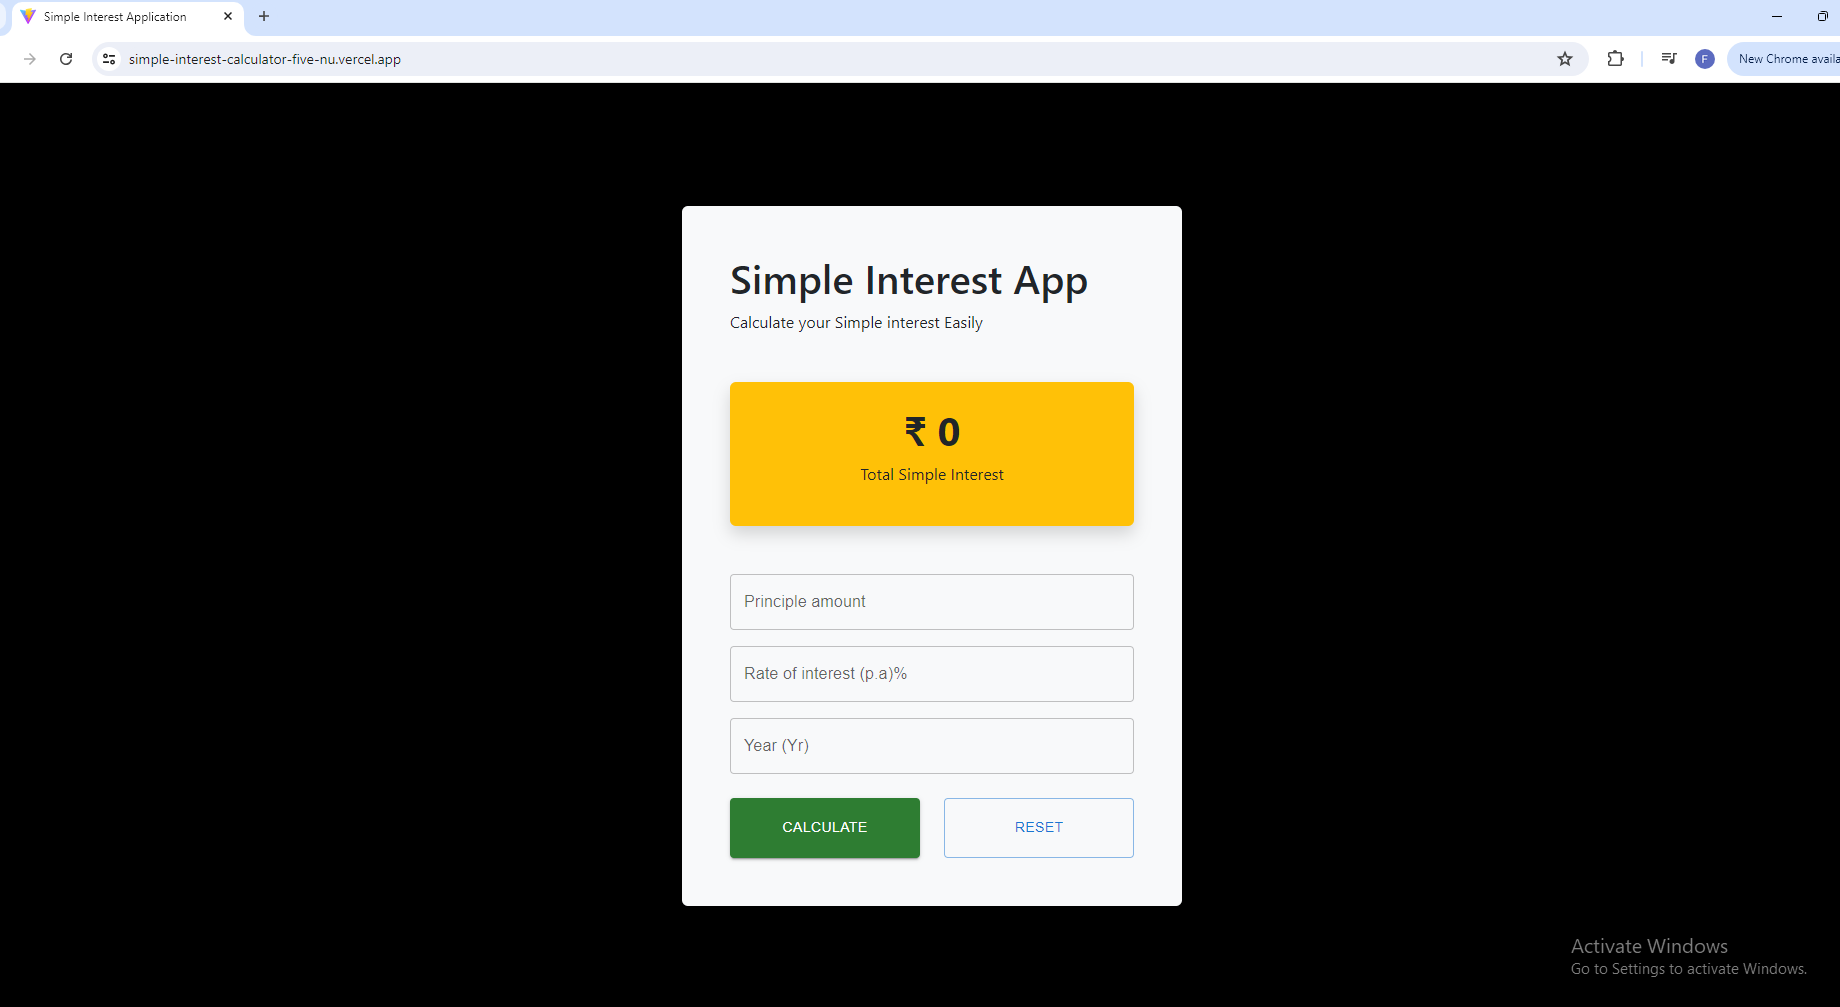 Simple Interest Application
simple-interest-calculator-five-nu.vercel.app
F
New Chrome availa
Simple Interest App
Calculate your Simple interest Easily
₹ 0
Total Simple Interest
Principle amount
Rate of interest (p.a)%
Year (Yr)
CALCULATE
RESET
Activate Windows
Go to Settings to activate Windows.